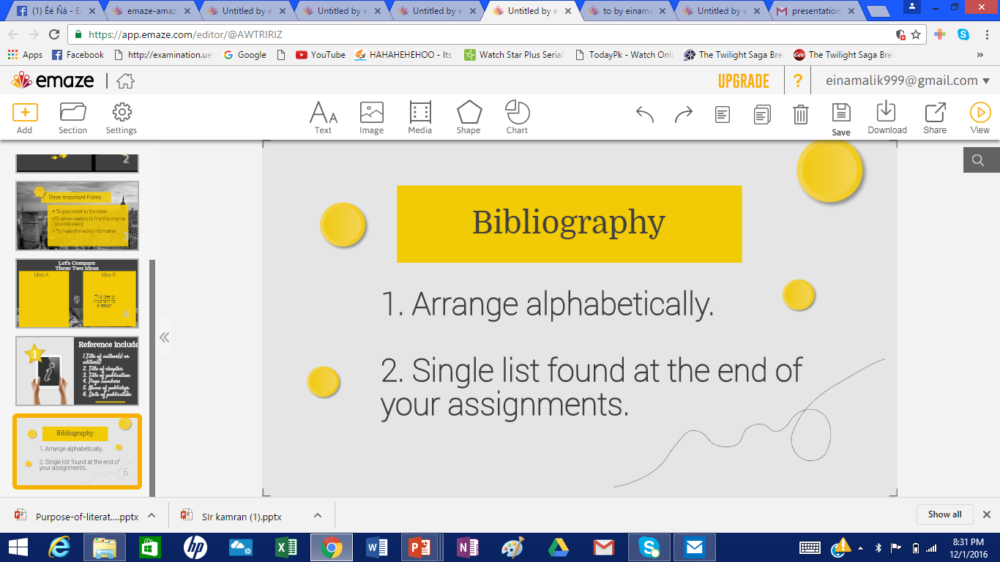 (1) Êé Ñâ - E
emaze-amaz
Untitled by e
Untitled by e
Untitled by e
Untitled by e
to by einama
Untitled by e
presentation
https://app.emaze.com/editor/@AWTRIRIZ
Apps
Facebook
http://examination.ue
Google
YouTube
HAHAHEHEHOO - Its
Watch Star Plus Serial
TodayPk - Watch Onli
The Twilight Saga Bre
Geo
The Twilight Saga Brea
»
emaze
UPGRADE
?
einamalik999@gmail.com
Add
Section
Settings
Text
Image
Media
Shape
Chart
Save
Download
Share
View
2
Three Important Points
To give credit to the ideas
To allow readers to find the original
sources easily
To make the work informative
3
Let's Compare
These Two Ideas
Idea A
Idea B
This idea is
important for
a reason
4
1
Reference include
1.Title of author(s) or
editor(s)
2. Title of chapter
3. Title of publication
4. Page numbers
5. Name of publisher
6. Date of publication
Bibliography
1. Arrange alphabetically.
2. Single list found at the end of
your assignments.
6
Bibliography
1. Arrange alphabetically.
2. Single list found at the end of
your assignments.
Purpose-of-literat....pptx
SIr kamran (1).pptx
Show all
8:31 PM
12/1/2016